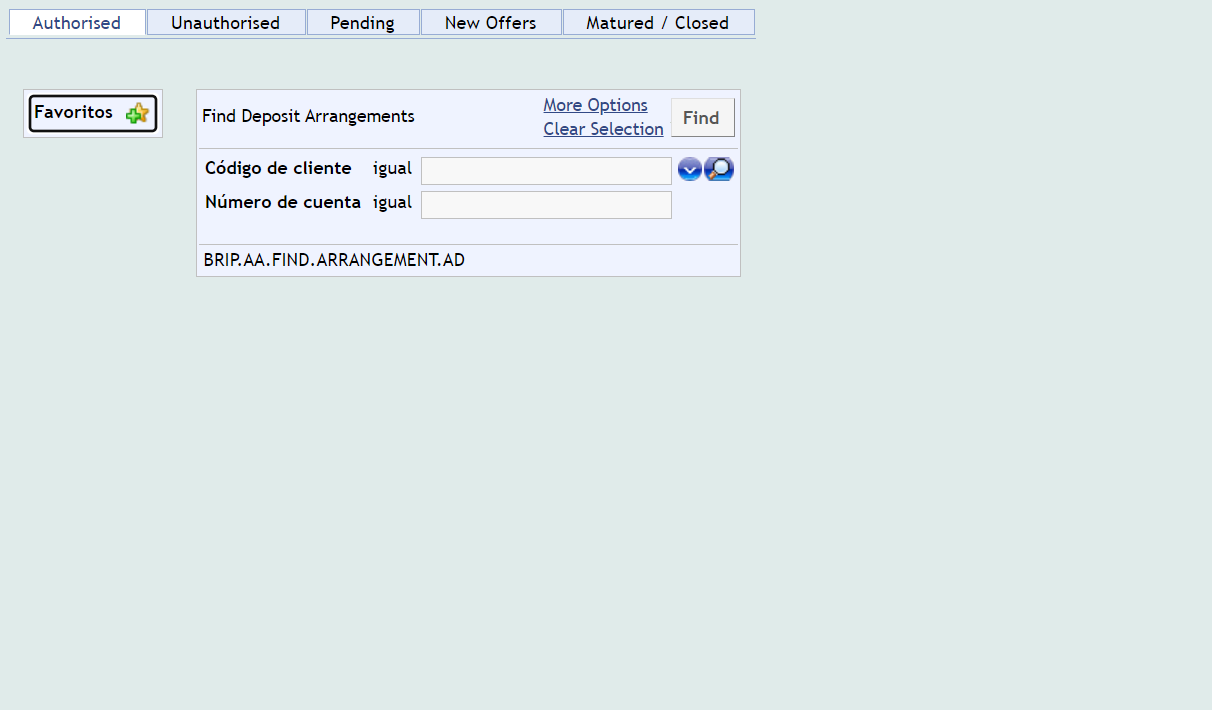 Authorised Unauthorised Pending New Offers Matured / Closed
Favoritos
Find Deposit Arrangements
More Options
Clear Selection
Find
Código de cliente igual
Número de cuenta igual
BRIP.AA.FIND.ARRANGEMENT.AD